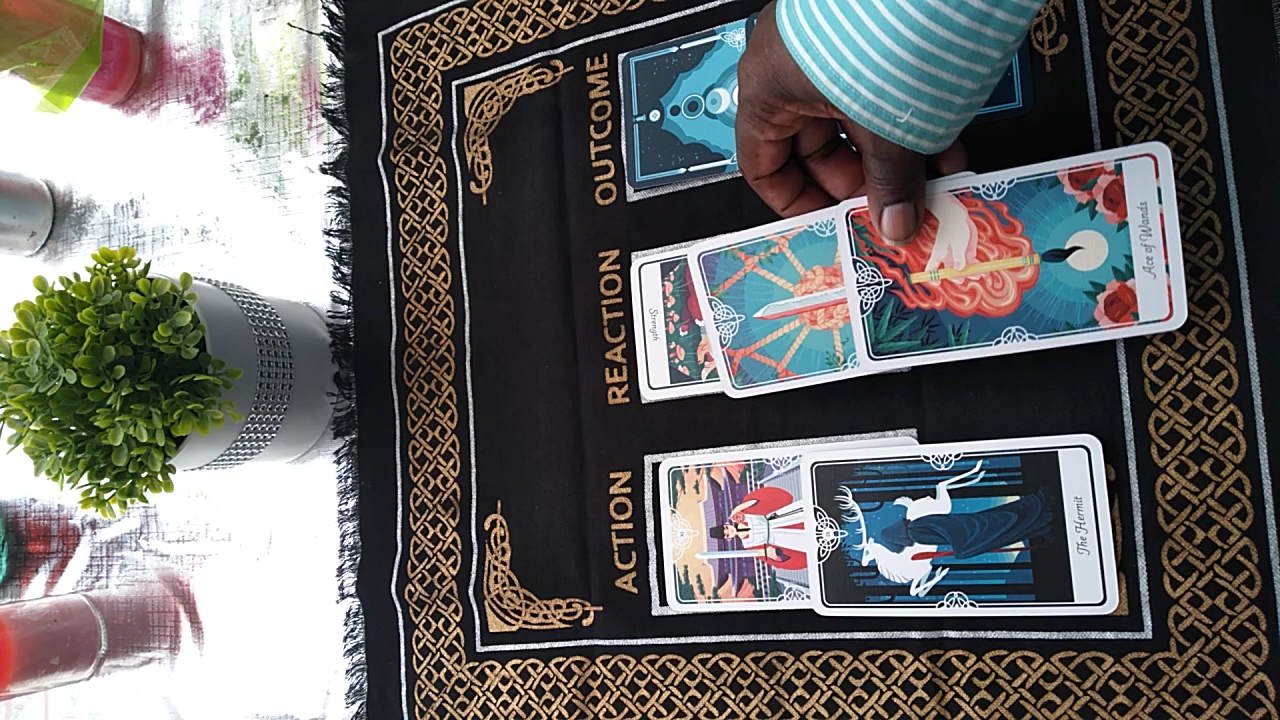 ACTION
REACTION
OUTCOME
The Hermit
Strength
Ace of Wands